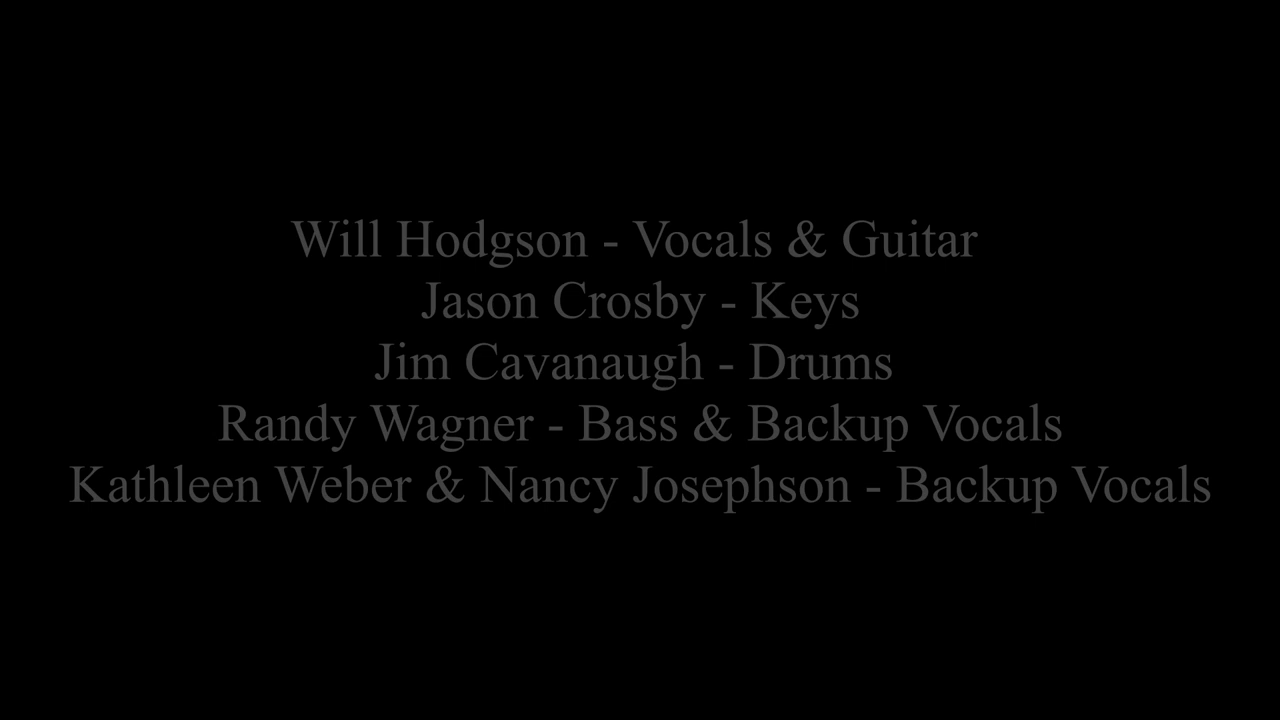 Will Hodgson - Vocals & Guitar
Jason Crosby - Keys
Jim Cavanaugh - Drums
Randy Wagner - Bass & Backup Vocals
Kathleen Weber & Nancy Josephson - Backup Vocals